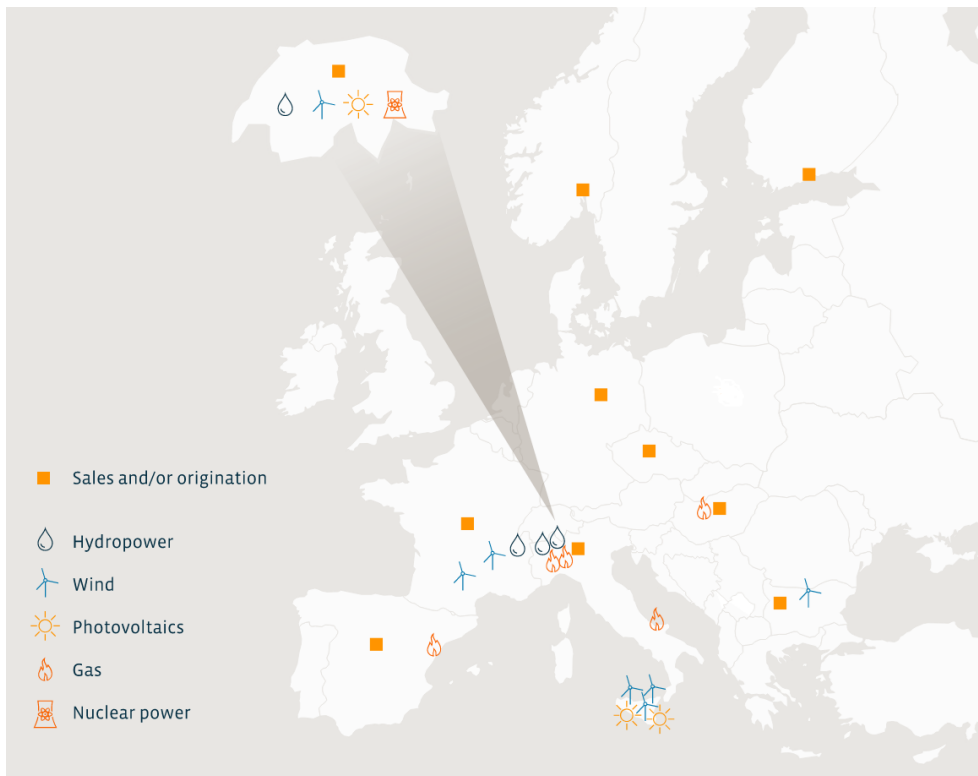 Sales and/or origination
Hydropower
Wind
Photovoltaics
Gas
Nuclear power